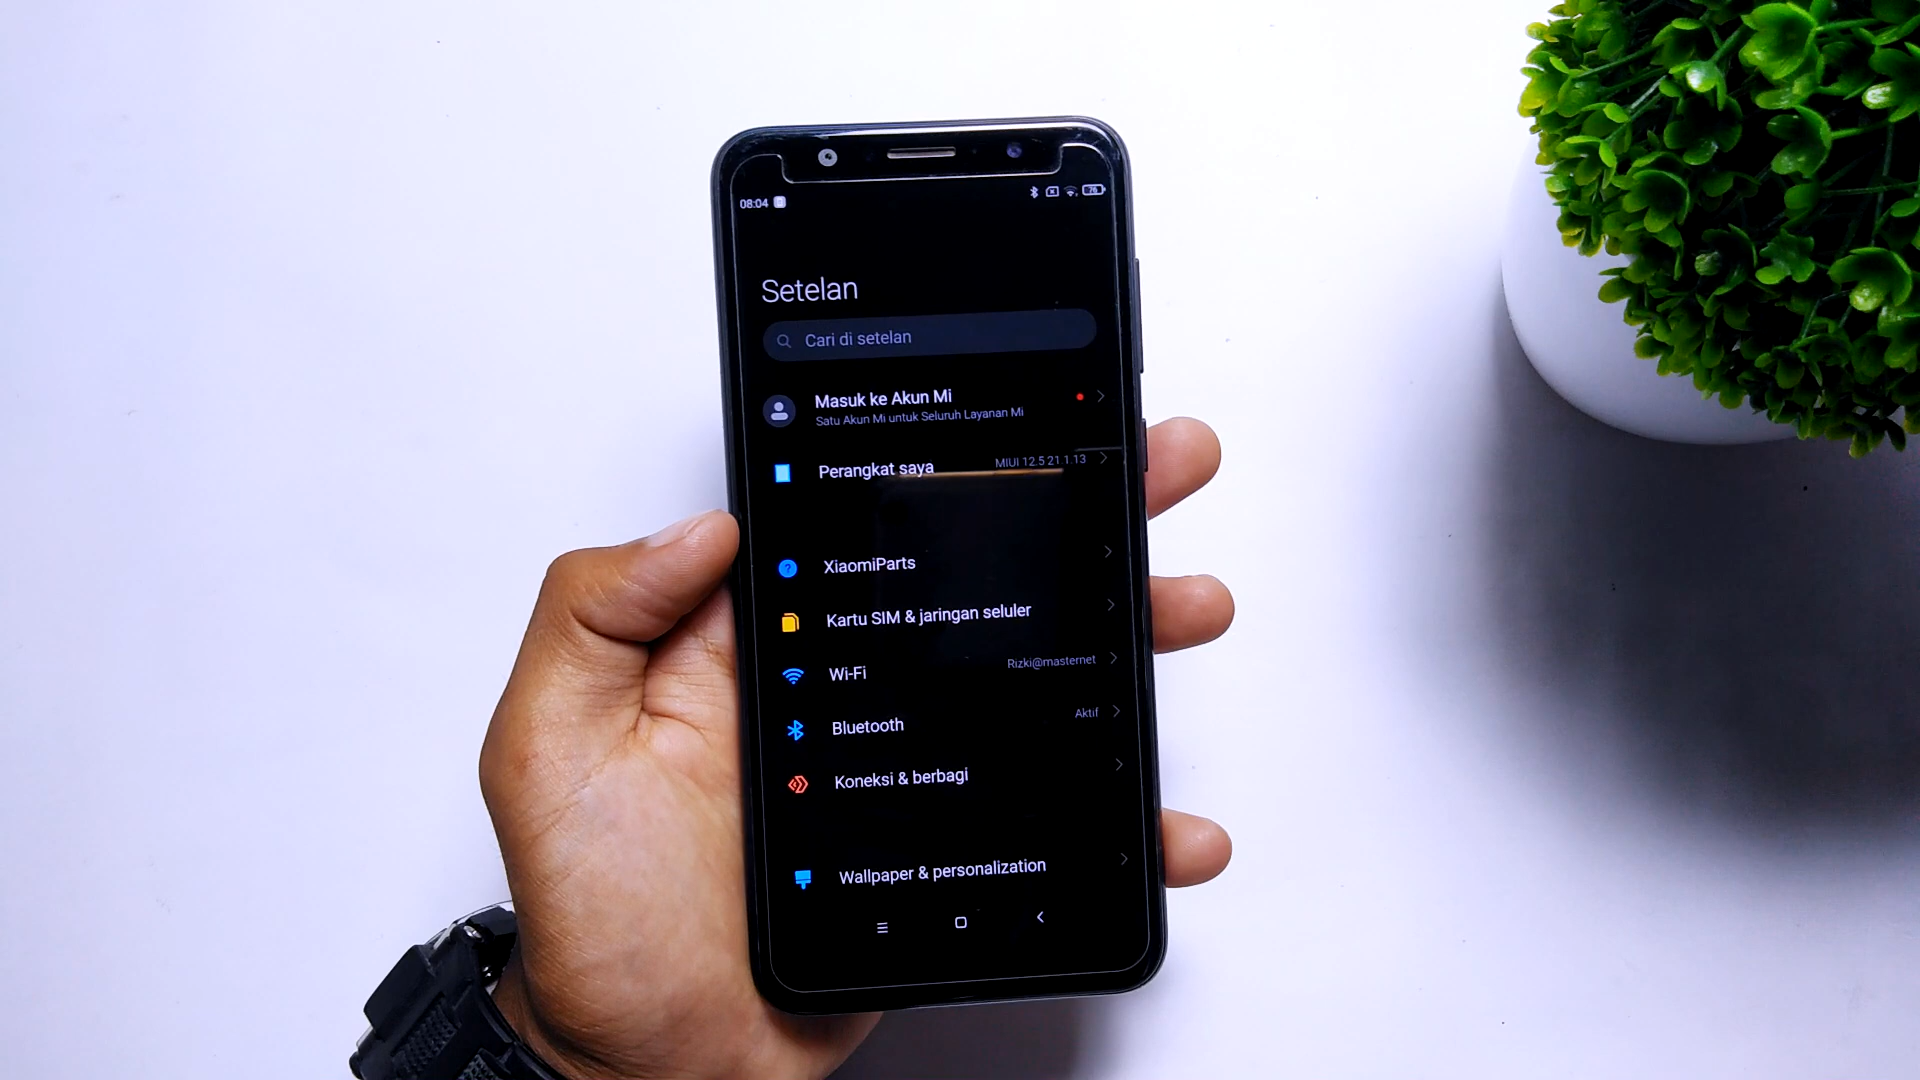 08:04 76
Setelan
Cari di setelan
Masuk ke Akun Mi
Satu Akun Mi untuk Seluruh Layanan Mi
Perangkat saya MIUI 12.5 21.1.13
XiaomiParts
Kartu SIM & jaringan seluler
Wi-Fi Rizki@masternet
Bluetooth Aktif
Koneksi & berbagi
Wallpaper & personalization